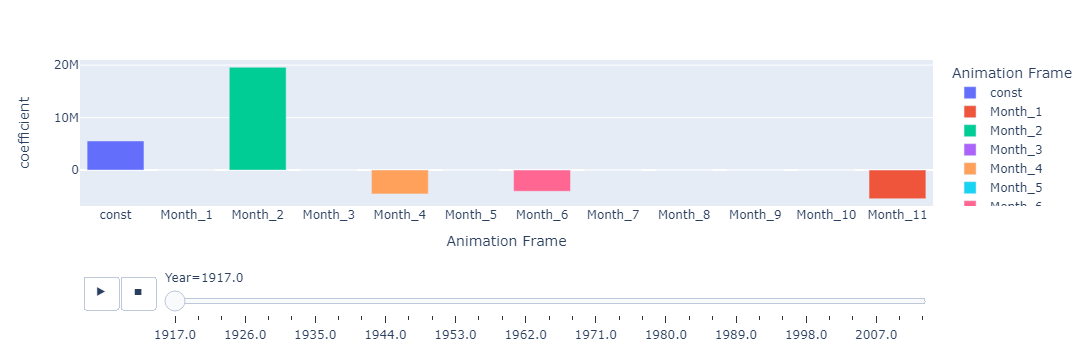 20M
10M
0
coefficient
const Month_1 Month_2 Month_3 Month_4 Month_5 Month_6 Month_7 Month_8 Month_9 Month_10 Month_11
Animation Frame
Animation Frame
const
Month_1
Month_2
Month_3
Month_4
Month_5
Month_6
Year=1917.0
1917.0 1926.0 1935.0 1944.0 1953.0 1962.0 1971.0 1980.0 1989.0 1998.0 2007.0